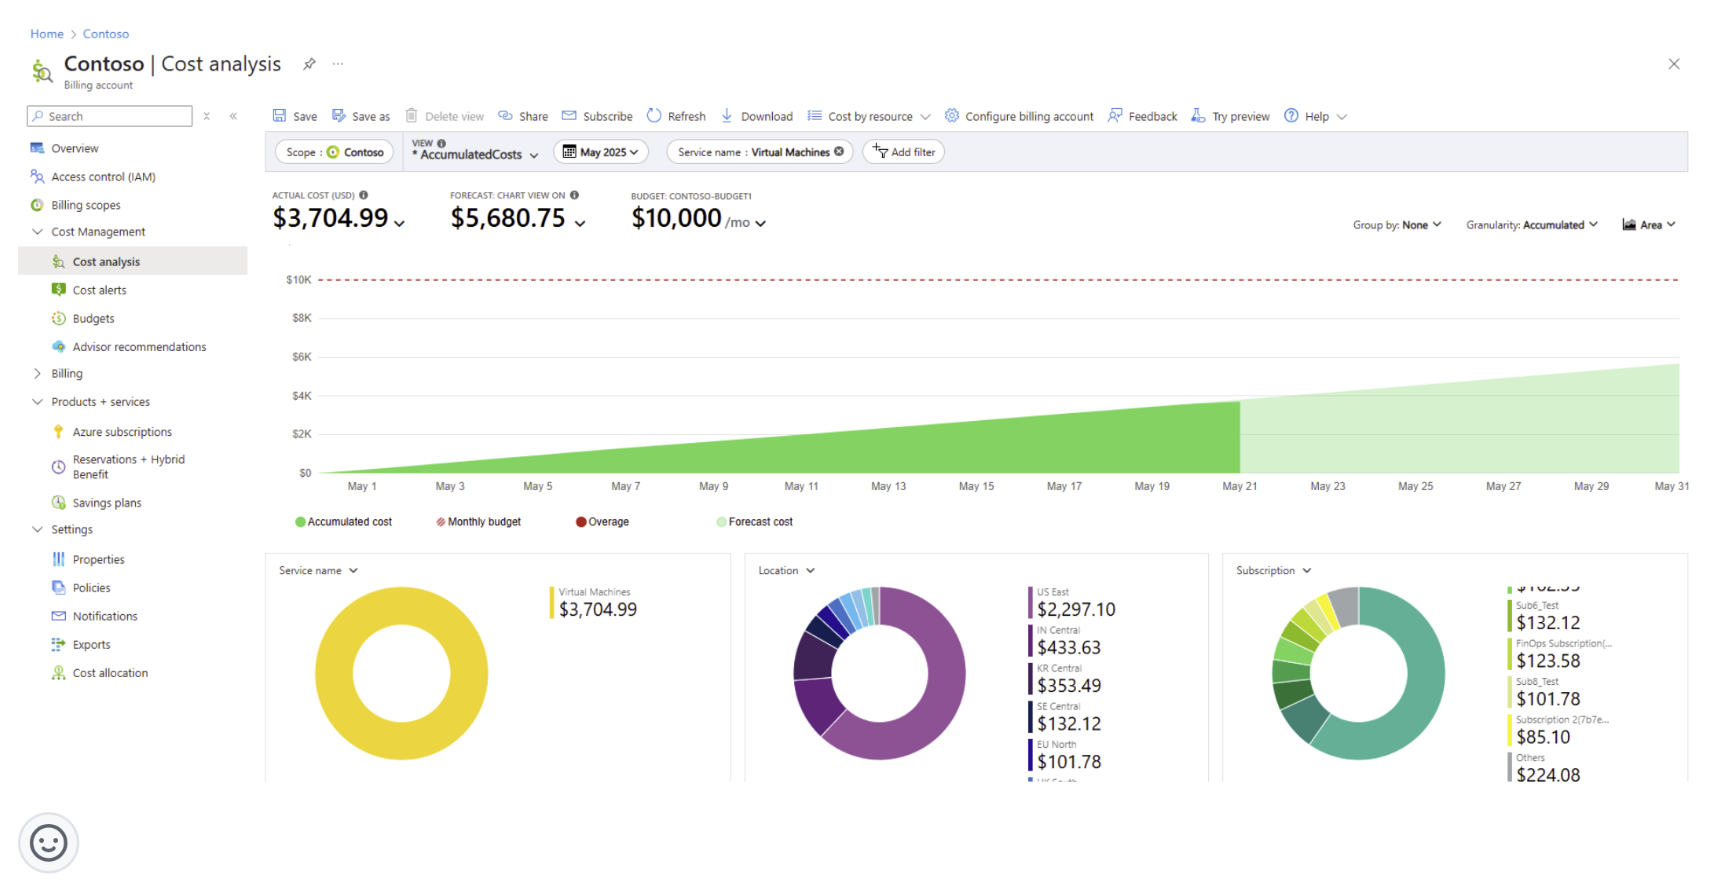 Home > Contoso
Contoso | Cost analysis ...
Billing account
Search
Save
Save as
Delete view
Share
Subscribe
Refresh
Download
Cost by resource
Configure billing account
Feedback
Try preview
Help
Overview
Access control (IAM)
Billing scopes
Cost Management
Cost analysis
Cost alerts
Budgets
Advisor recommendations
Billing
Products + services
Azure subscriptions
Reservations + Hybrid
Benefit
Savings plans
Settings
Properties
Policies
Notifications
Exports
Cost allocation
Scope : Contoso
VIEW
* AccumulatedCosts
May 2025
Service name : Virtual Machines
Add filter
ACTUAL COST (USD)
$3,704.99
FORECAST: CHART VIEW ON
$5,680.75
BUDGET: CONTOSO-BUDGET1
$10,000 /mo
Group by: None
Granularity: Accumulated
Area
$10K
$8K
$6K
$4K
$2K
$0
May 1
May 3
May 5
May 7
May 9
May 11
May 13
May 15
May 17
May 19
May 21
May 23
May 25
May 27
May 29
May 31
Accumulated cost
Monthly budget
Overage
Forecast cost
Service name
Virtual Machines
$3,704.99
Location
US East
$2,297.10
IN Central
$433.63
KR Central
$353.49
SE Central
$132.12
EU North
$101.78
Subscription
Sub6_Test
$132.12
FinOps Subscription(...
$123.58
Sub8_Test
$101.78
Subscription 2(7b7e...
$85.10
Others
$224.08